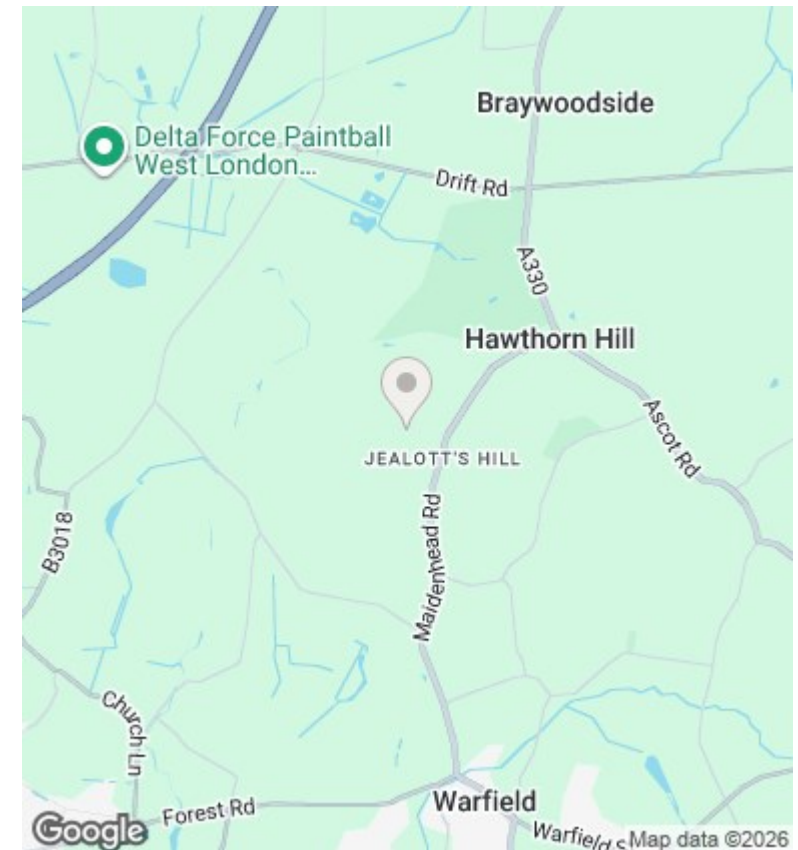 Braywoodside
Delta Force Paintball
West London...
Drift Rd
A330
Hawthorn Hill
JEALOTT'S HILL
Ascot Rd
B3018
Maidenhead Rd
Church Ln
Forest Rd
Warfield
Warfield S
Google
Map data ©2026